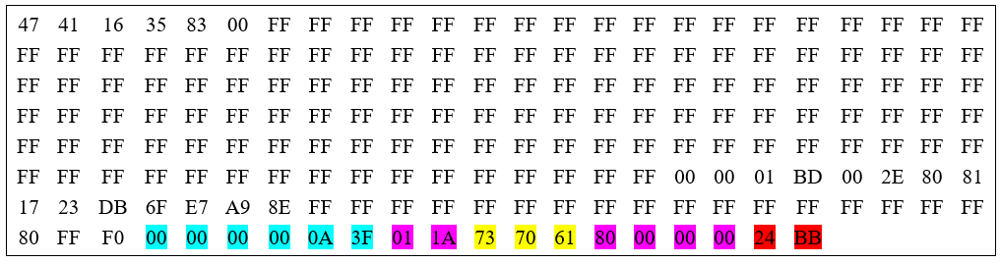 47 41 16 35 83 00 FF FF FF FF FF FF FF FF FF FF FF FF FF FF FF FF FF FF
FF FF FF FF FF FF FF FF FF FF FF FF FF FF FF FF FF FF FF FF FF FF FF FF
FF FF FF FF FF FF FF FF FF FF FF FF FF FF FF FF FF FF FF FF FF FF FF FF
FF FF FF FF FF FF FF FF FF FF FF FF FF FF FF FF FF FF FF FF FF FF FF FF
FF FF FF FF FF FF FF FF FF FF FF FF FF FF FF FF FF FF FF FF FF FF FF FF
FF FF FF FF FF FF FF FF FF FF FF FF FF FF FF FF 00 00 01 BD 00 2E 80 81
17 23 DB 6F E7 A9 8E FF FF FF FF FF FF FF FF FF FF FF FF FF FF FF FF FF
80 FF F0 00 00 00 00 0A 3F 01 1A 73 70 61 80 00 00 00 24 BB